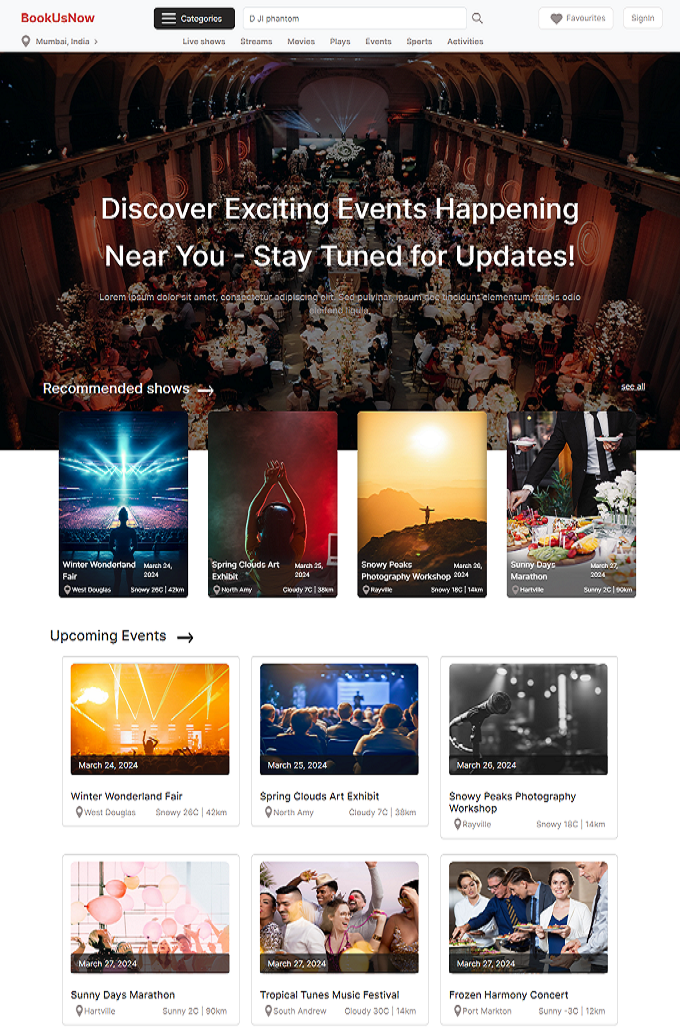 BookUsNow
Categories
D JI phantom
Favourites
SignIn
Mumbai, India >
Live shows
Streams
Movies
Plays
Events
Sports
Activities
Discover Exciting Events Happening
Near You - Stay Tuned for Updates!
Lorem ipsum dolor sit amet, consectetur adipiscing elit. Sed pulvinar, ipsum nec tincidunt elementum, turpis odio
eleifend ligula,
Recommended shows →
see all
Winter Wonderland
Fair
March 24,
2024
West Douglas
Snowy 26C | 42km
Spring Clouds Art
Exhibit
March 25,
2024
North Amy
Cloudy 7C | 38km
Snowy Peaks
Photography Workshop
March 26,
2024
Rayville
Snowy 18C | 14km
Sunny Days
Marathon
March 27,
2024
Hartville
Sunny 2C | 90km
Upcoming Events →
March 24, 2024
Winter Wonderland Fair
West Douglas
Snowy 26C | 42km
March 25, 2024
Spring Clouds Art Exhibit
North Amy
Cloudy 7C | 38km
March 26, 2024
Snowy Peaks Photography
Workshop
Rayville
Snowy 18C | 14km
March 27, 2024
Sunny Days Marathon
Hartville
Sunny 2C | 90km
March 27, 2024
Tropical Tunes Music Festival
South Andrew
Cloudy 30C | 14km
March 27, 2024
Frozen Harmony Concert
Port Markton
Sunny -3C | 12km